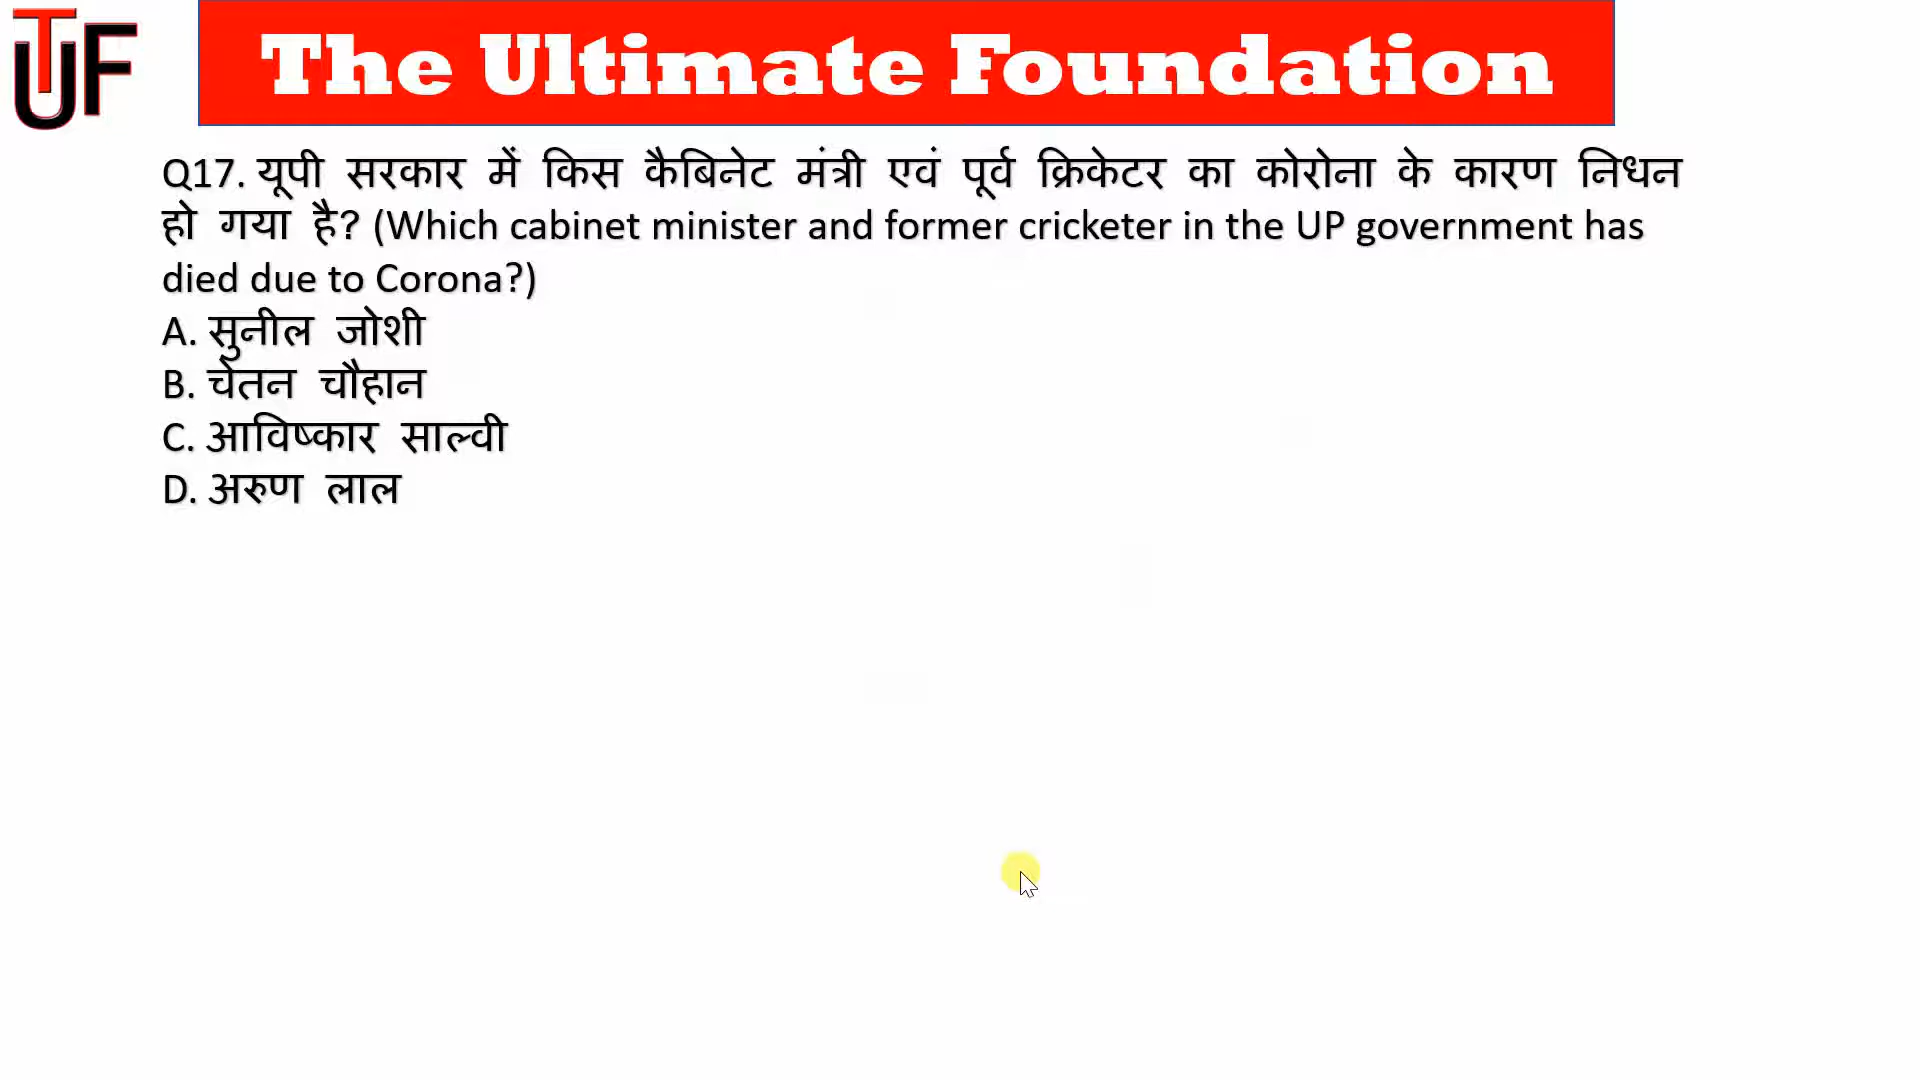 TUF
The Ultimate Foundation
Q17. यूपी सरकार में किस कैबिनेट मंत्री एवं पूर्व क्रिकेटर का कोरोना के कारण निधन
हो गया है? (Which cabinet minister and former cricketer in the UP government has
died due to Corona?)
A. सुनील जोशी
B. चेतन चौहान
C. आविष्कार साल्वी
D. अरुण लाल